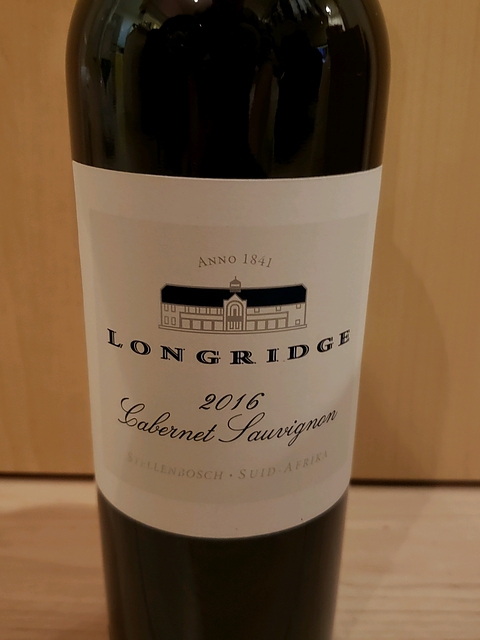 ANNO 1841
LONGRIDGE
2016
Cabernet Sauvignon
STELLENBOSCH · SUID-AFRIKA